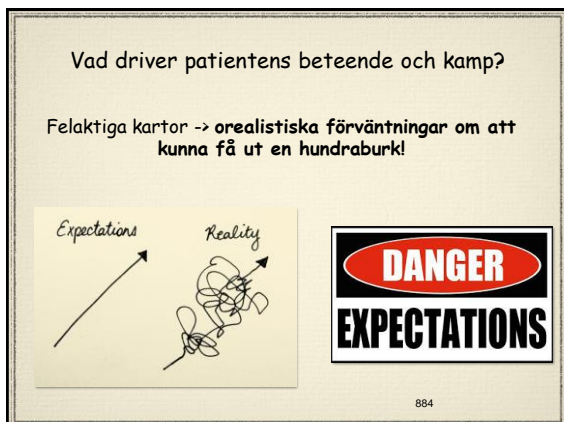 Vad driver patientens beteende och kamp?
Felaktiga kartor -> orealistiska förväntningar om att
kunna få ut en hundraburk!
Expectations
Reality
DANGER
EXPECTATIONS
884